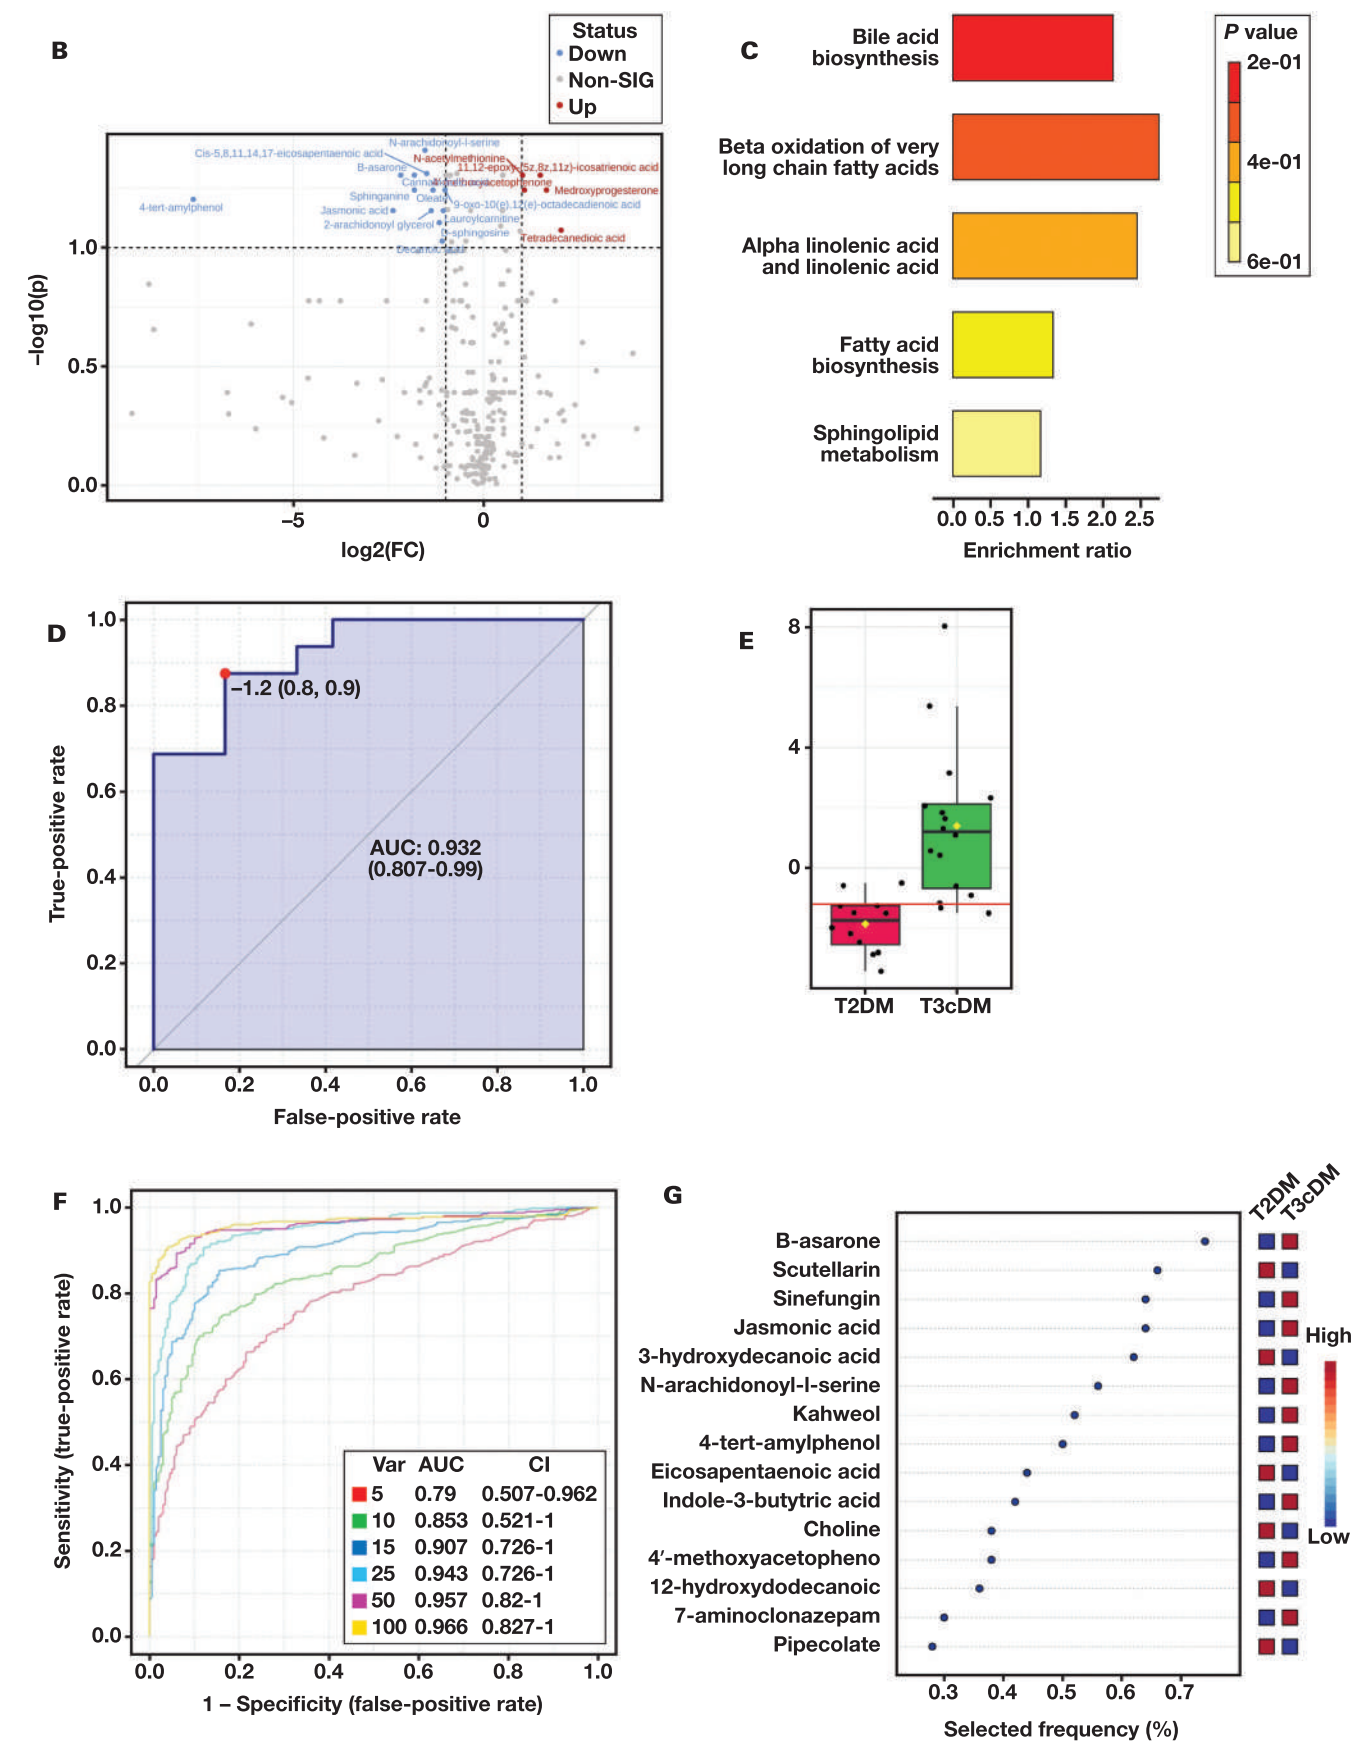 B
Status
Down
Non-SIG
Up
N-arachidonoyl-l-serine
Cis-5,8,11,14,17-eicosapentaenoic acid
N-acetylmethionine
11,12-epoxy-(5z,8z,11z)-icosatrienoic acid
B-asarone
4'-methoxyacetophenone
Medroxyprogesterone
Sphinganine
Oleate
9-oxo-10(e),12(e)-octadecadienoic acid
4-tert-amylphenol
Jasmonic acid
Lauroylcarnitine
2-arachidonoyl glycerol
D-sphingosine
Tetradecanedioic acid
1.0
0.5
0.0
–log10(p)
–5
0
log2(FC)
C
Bile acid
biosynthesis
Beta oxidation of very
long chain fatty acids
Alpha linolenic acid
and linolenic acid
Fatty acid
biosynthesis
Sphingolipid
metabolism
0.0 0.5 1.0 1.5 2.0 2.5
Enrichment ratio
P value
2e-01
4e-01
6e-01
D
1.0
0.8
0.6
0.4
0.2
0.0
True-positive rate
–1.2 (0.8, 0.9)
AUC: 0.932
(0.807-0.99)
0.0 0.2 0.4 0.6 0.8 1.0
False-positive rate
E
8
4
0
T2DM T3cDM
F
1.0
0.8
0.6
0.4
0.2
0.0
Sensitivity (true-positive rate)
Var AUC CI
5 0.79 0.507-0.962
10 0.853 0.521-1
15 0.907 0.726-1
25 0.943 0.726-1
50 0.957 0.82-1
100 0.966 0.827-1
0.0 0.2 0.4 0.6 0.8 1.0
1 – Specificity (false-positive rate)
G
T2DM
T3cDM
B-asarone
Scutellarin
Sinefungin
Jasmonic acid
3-hydroxydecanoic acid
N-arachidonoyl-l-serine
Kahweol
4-tert-amylphenol
Eicosapentaenoic acid
Indole-3-butytric acid
Choline
4′-methoxyacetopheno
12-hydroxydodecanoic
7-aminoclonazepam
Pipecolate
High
Low
0.3 0.4 0.5 0.6 0.7
Selected frequency (%)